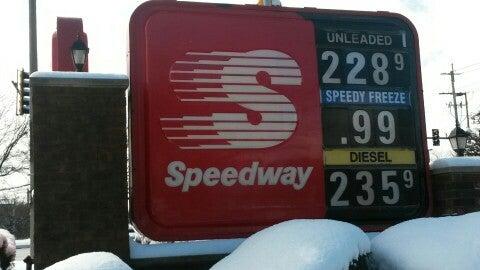 Speedway
UNLEADED
228 9
SPEEDY FREEZE
.99
DIESEL
235 9